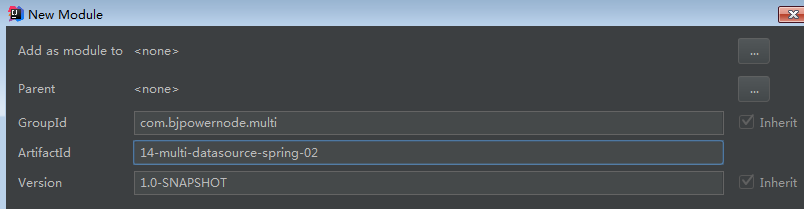 New Module
Add as module to <none> ...
Parent <none> ...
GroupId com.bjpowernode.multi Inherit
ArtifactId 14-multi-datasource-spring-02
Version 1.0-SNAPSHOT Inherit